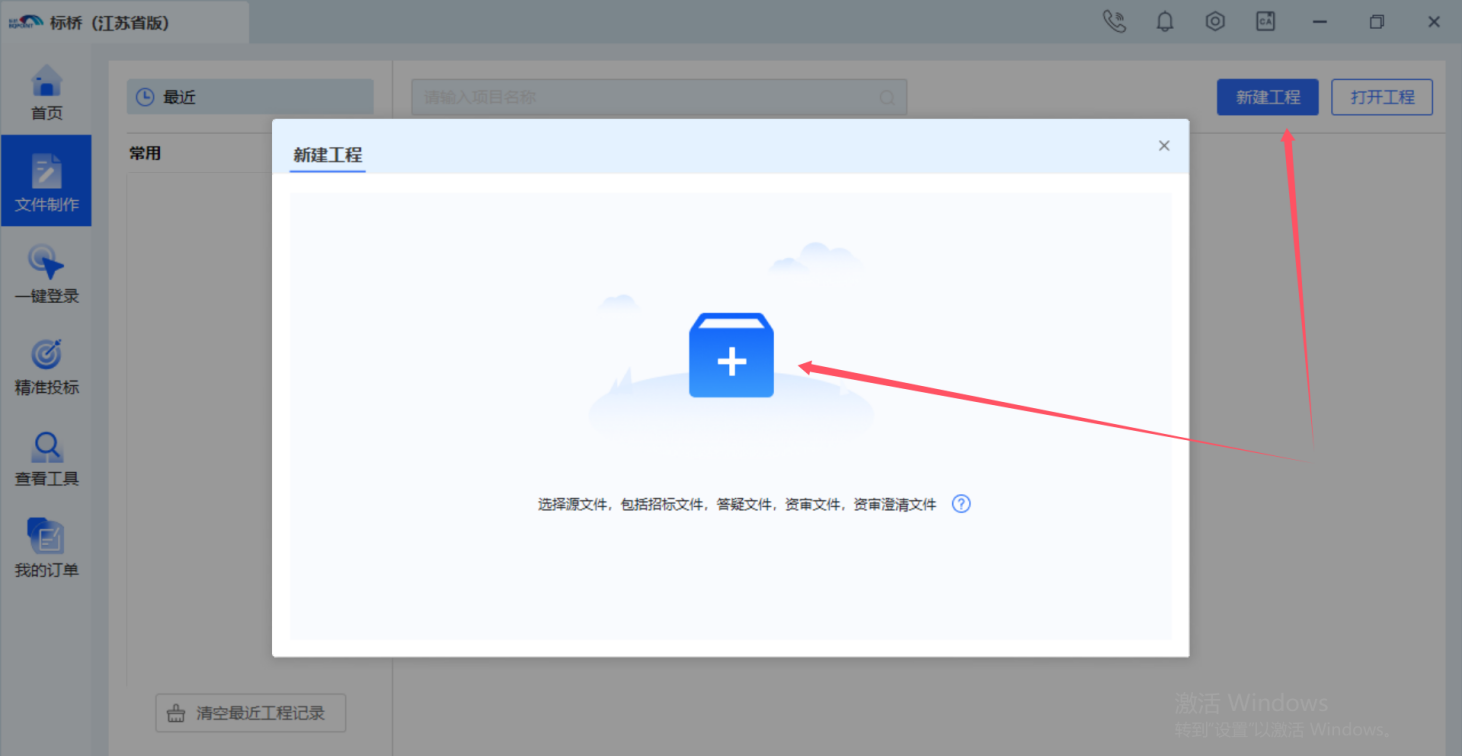 标桥（江苏省版）
首页
文件制作
一键登录
精准投标
查看工具
我的订单
最近
常用
清空最近工程记录
请输入项目名称
新建工程
打开工程
CA
新建工程
选择源文件，包括招标文件，答疑文件，资审文件，资审澄清文件
?
激活 Windows
转到"设置"以激活 Windows。